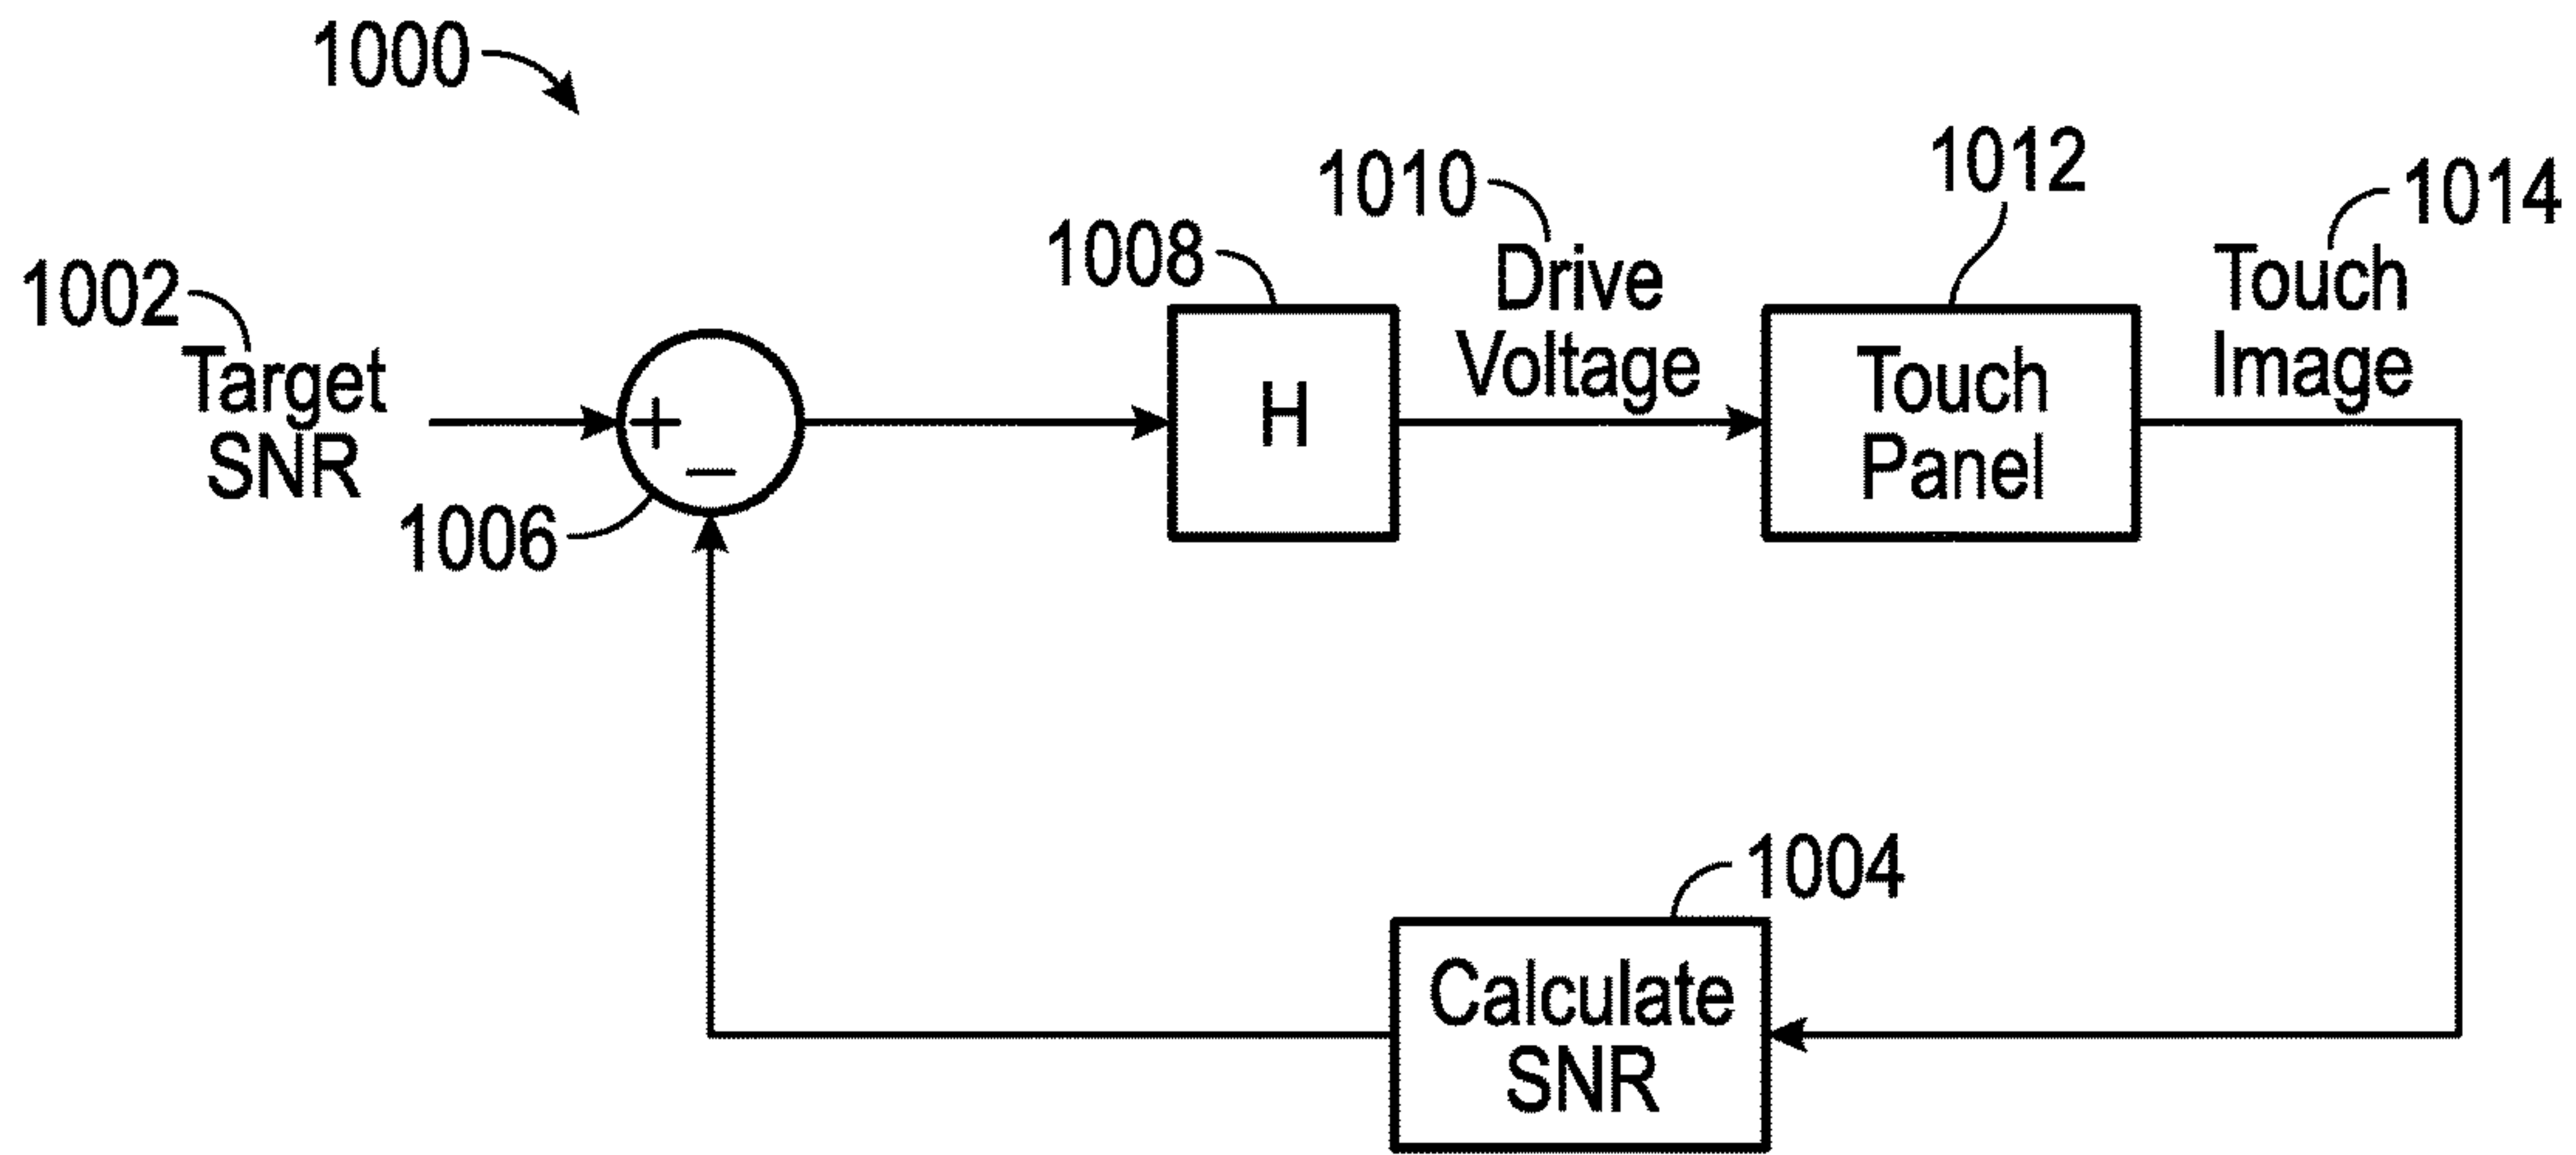 1000
1002
Target
SNR
+
−
1006
1008
H
1010
Drive
Voltage
1012
Touch
Panel
1014
Touch
Image
1004
Calculate
SNR